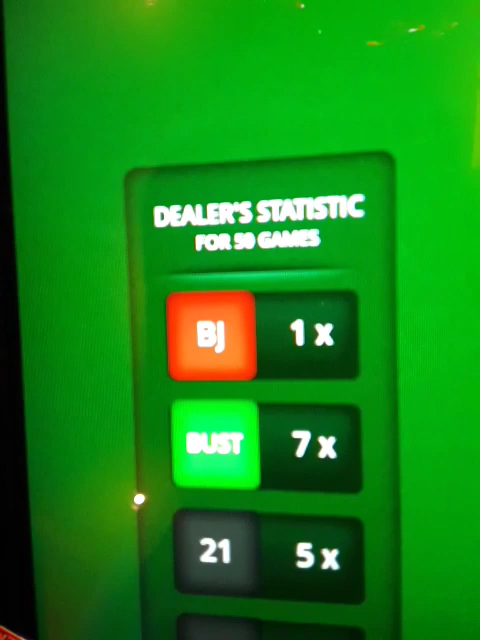 DEALER'S STATISTIC
FOR 50 GAMES
BJ 1 x
BUST 7 x
21 5 x